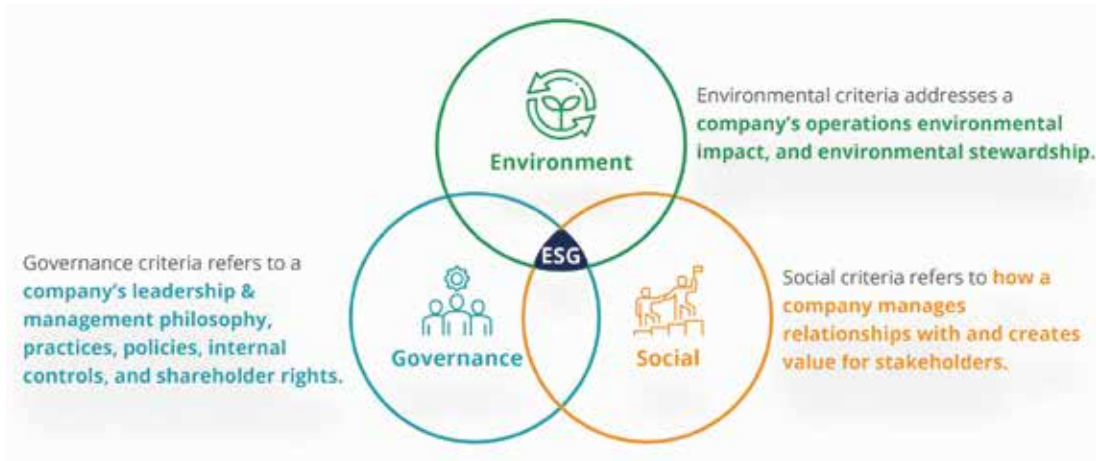 Environment
Environmental criteria addresses a
company's operations environmental
impact, and environmental stewardship.
ESG
Governance criteria refers to a
company's leadership &
management philosophy,
practices, policies, internal
controls, and shareholder rights.
Governance
Social
Social criteria refers to how a
company manages
relationships with and creates
value for stakeholders.